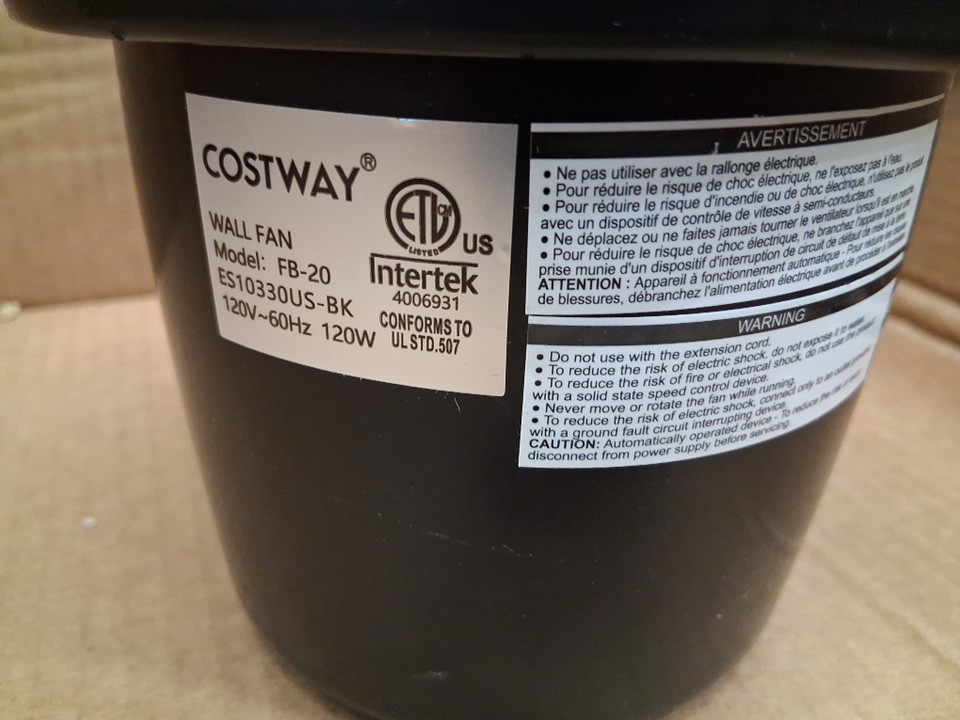 COSTWAY®
WALL FAN
Model: FB-20
ES10330US-BK
120V~60Hz 120W
ETL CM
LISTED
US
Intertek
4006931
CONFORMS TO
UL STD.507
AVERTISSEMENT
• Ne pas utiliser avec la rallonge électrique.
• Pour réduire le risque de choc électrique, ne l'exposez pas à l'eau.
• Pour réduire le risque d'incendie ou de choc électrique, n'utilisez pas le produit
avec un dispositif de contrôle de vitesse à semi-conducteurs.
• Ne déplacez ou ne faites jamais tourner le ventilateur lorsqu'il est en marche
• Pour réduire le risque de choc électrique, ne branchez l'appareil que sur une
prise munie d'un dispositif d'interruption de circuit de défaut de mise à la terre.
ATTENTION : Appareil à fonctionnement automatique - Pour réduire les risques
de blessures, débranchez l'alimentation électrique avant de procéder à l'entretien
WARNING
• Do not use with the extension cord.
• To reduce the risk of electric shock, do not expose it to water.
• To reduce the risk of fire or electrical shock, do not use the product
with a solid state speed control device.
• Never move or rotate the fan while running.
• To reduce the risk of electric shock, connect only to an outlet provided
with a ground fault circuit interrupting device.
CAUTION: Automatically operated device - To reduce the risk of injury
disconnect from power supply before servicing.